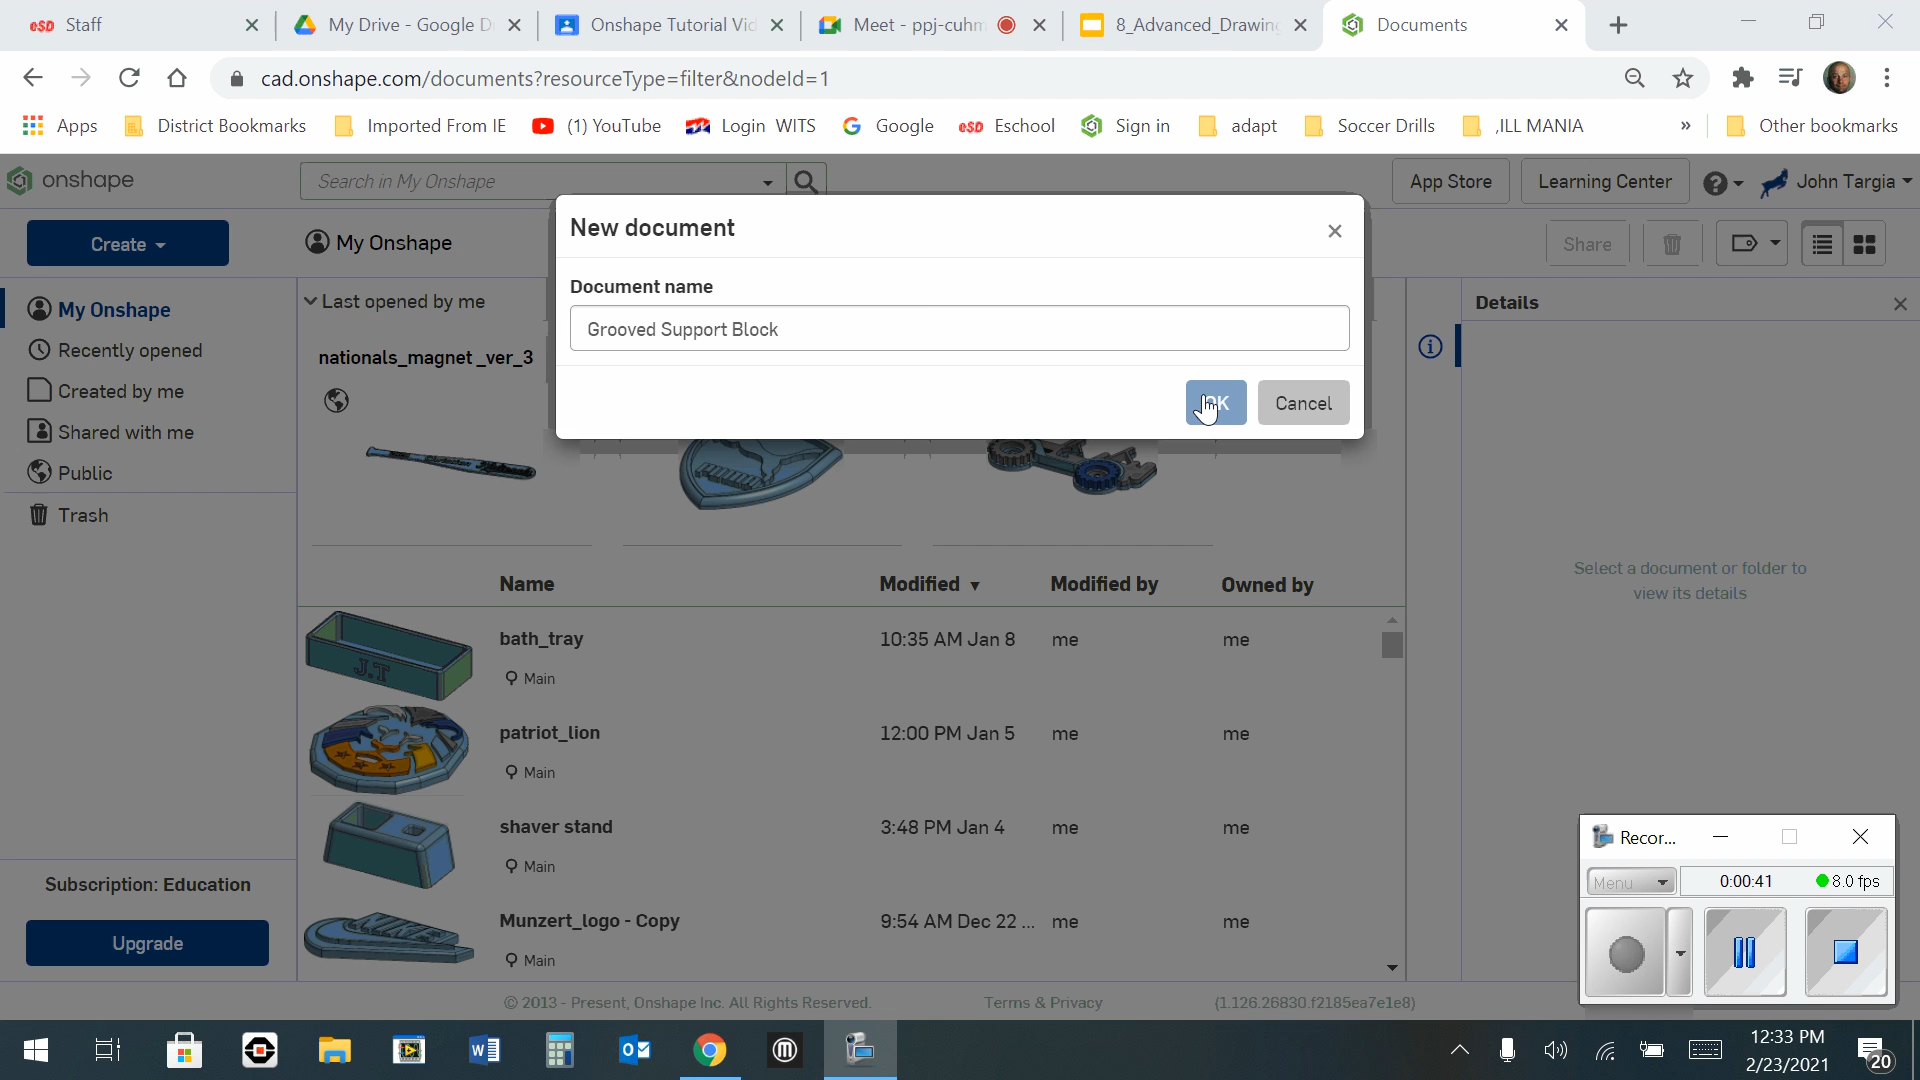 esd Staff
My Drive - Google D
Onshape Tutorial Vid
Meet - ppj-cuhm
8_Advanced_Drawing
Documents
cad.onshape.com/documents?resourceType=filter&nodeId=1
Apps
District Bookmarks
Imported From IE
(1) YouTube
Login WITS
Google
esd Eschool
Sign in
adapt
Soccer Drills
,ILL MANIA
»
Other bookmarks
onshape
Search in My Onshape
App Store
Learning Center
John Targia
Create
My Onshape
New document
Document name
Grooved Support Block
OK
Cancel
Share
My Onshape
Recently opened
Created by me
Shared with me
Public
Trash
Last opened by me
nationals_magnet_ver_3
Details
Select a document or folder to
view its details
Name Modified Modified by Owned by
bath_tray 10:35 AM Jan 8 me me
Main
J.T
patriot_lion 12:00 PM Jan 5 me me
Main
shaver stand 3:48 PM Jan 4 me me
Main
Munzert_logo - Copy 9:54 AM Dec 22 ... me me
Main
Subscription: Education
Upgrade
© 2013 - Present, Onshape Inc. All Rights Reserved.
Terms & Privacy
(1.126.26830.f2185ea7e1e8)
Recor...
Menu
0:00:41
8.0 fps
12:33 PM
2/23/2021
20